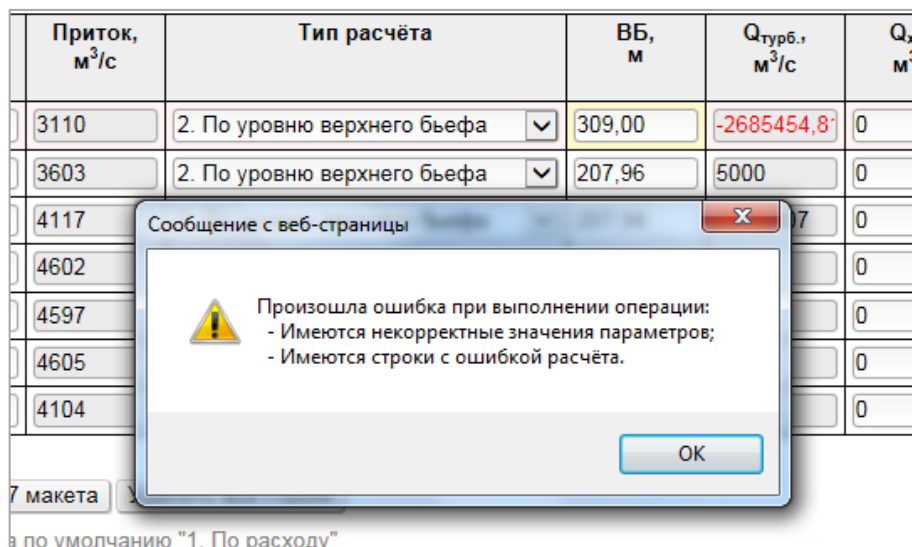 Приток, Тип расчёта ВБ, Qтурб.,
м³/с м м³/с
3110 2. По уровню верхнего бьефа 309,00 -2685454,8 0
3603 2. По уровню верхнего бьефа 207,96 5000 0
4117 Сообщение с веб-страницы 0
4602 0
Произошла ошибка при выполнении операции:
4597 - Имеются некорректные значения параметров; 0
4605 - Имеются строки с ошибкой расчёта. 0
4104 0
OK
7 макета
а по умолчанию "1. По расходу"